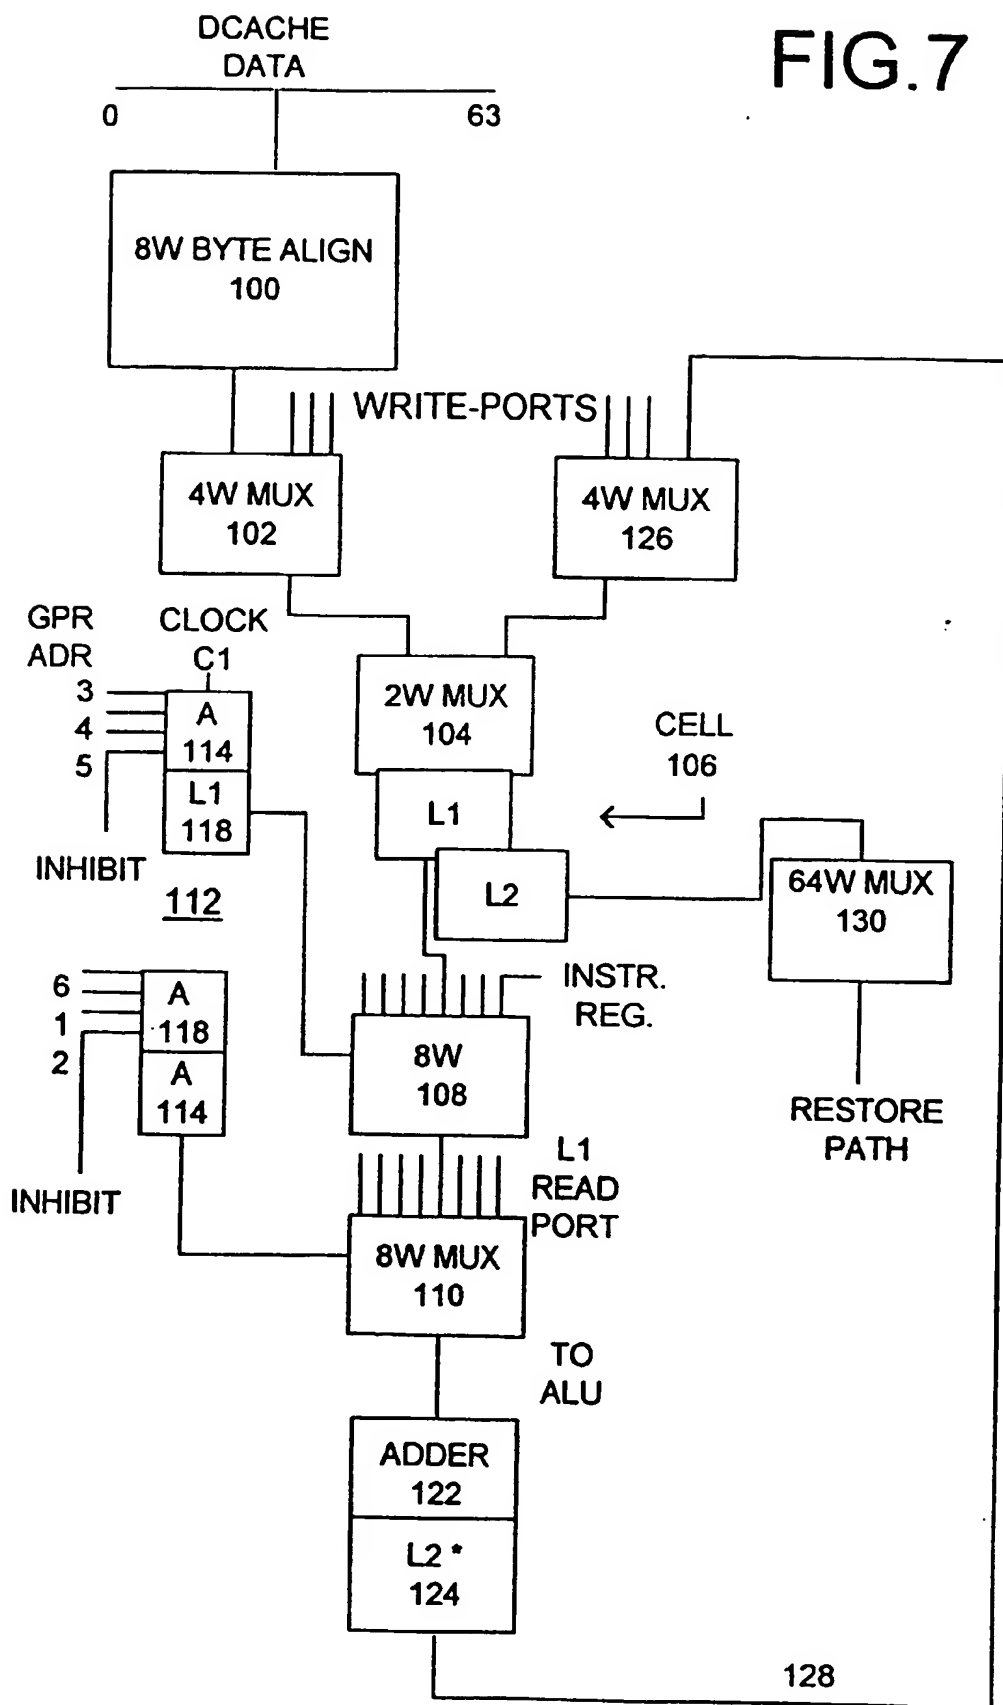 DCACHE
DATA
FIG.7
0
63
8W BYTE ALIGN
100
WRITE-PORTS
4W MUX
102
4W MUX
126
GPR
ADR
CLOCK
C1
3
4
5
A
114
L1
118
INHIBIT
112
2W MUX
104
L1
L2
CELL
106
64W MUX
130
RESTORE
PATH
6
1
2
A
118
A
114
INHIBIT
INSTR.
REG.
8W
108
L1
READ
PORT
8W MUX
110
TO
ALU
ADDER
122
L2 *
124
128